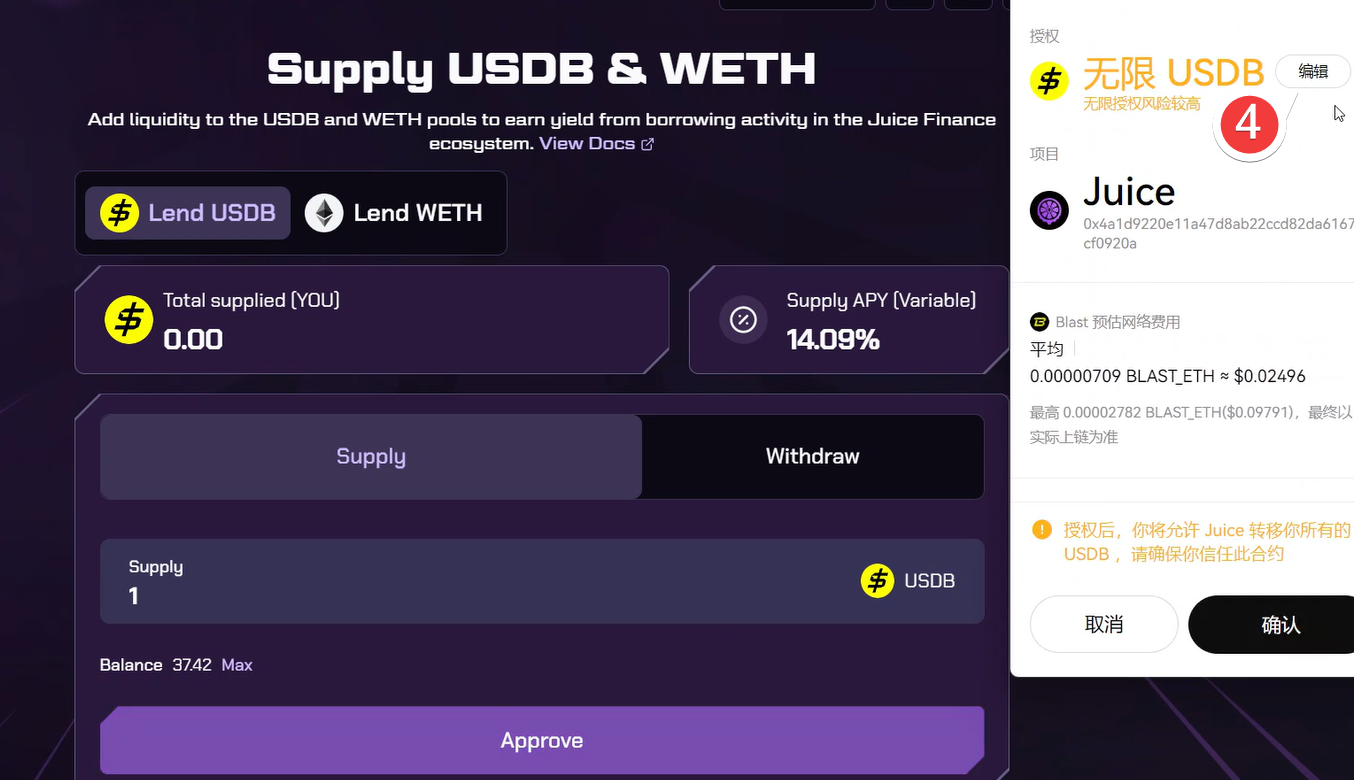 Supply USDB & WETH
Add liquidity to the USDB and WETH pools to earn yield from borrowing activity in the Juice Finance
ecosystem. View Docs
Lend USDB
Lend WETH
Total supplied (YOU)
0.00
Supply APY (Variable)
14.09%
Supply
Withdraw
Supply
1
USDB
Balance 37.42 Max
Approve
授权
无限 USDB
编辑
无限授权风险较高
4
项目
Juice
0x4a1d9220e11a47d8ab22ccd82da6167
cf0920a
Blast 预估网络费用
平均
0.00000709 BLAST_ETH ≈ $0.02496
最高 0.00002782 BLAST_ETH($0.09791)，最终以
实际上链为准
授权后，你将允许 Juice 转移你所有的
USDB ，请确保你信任此合约
取消
确认